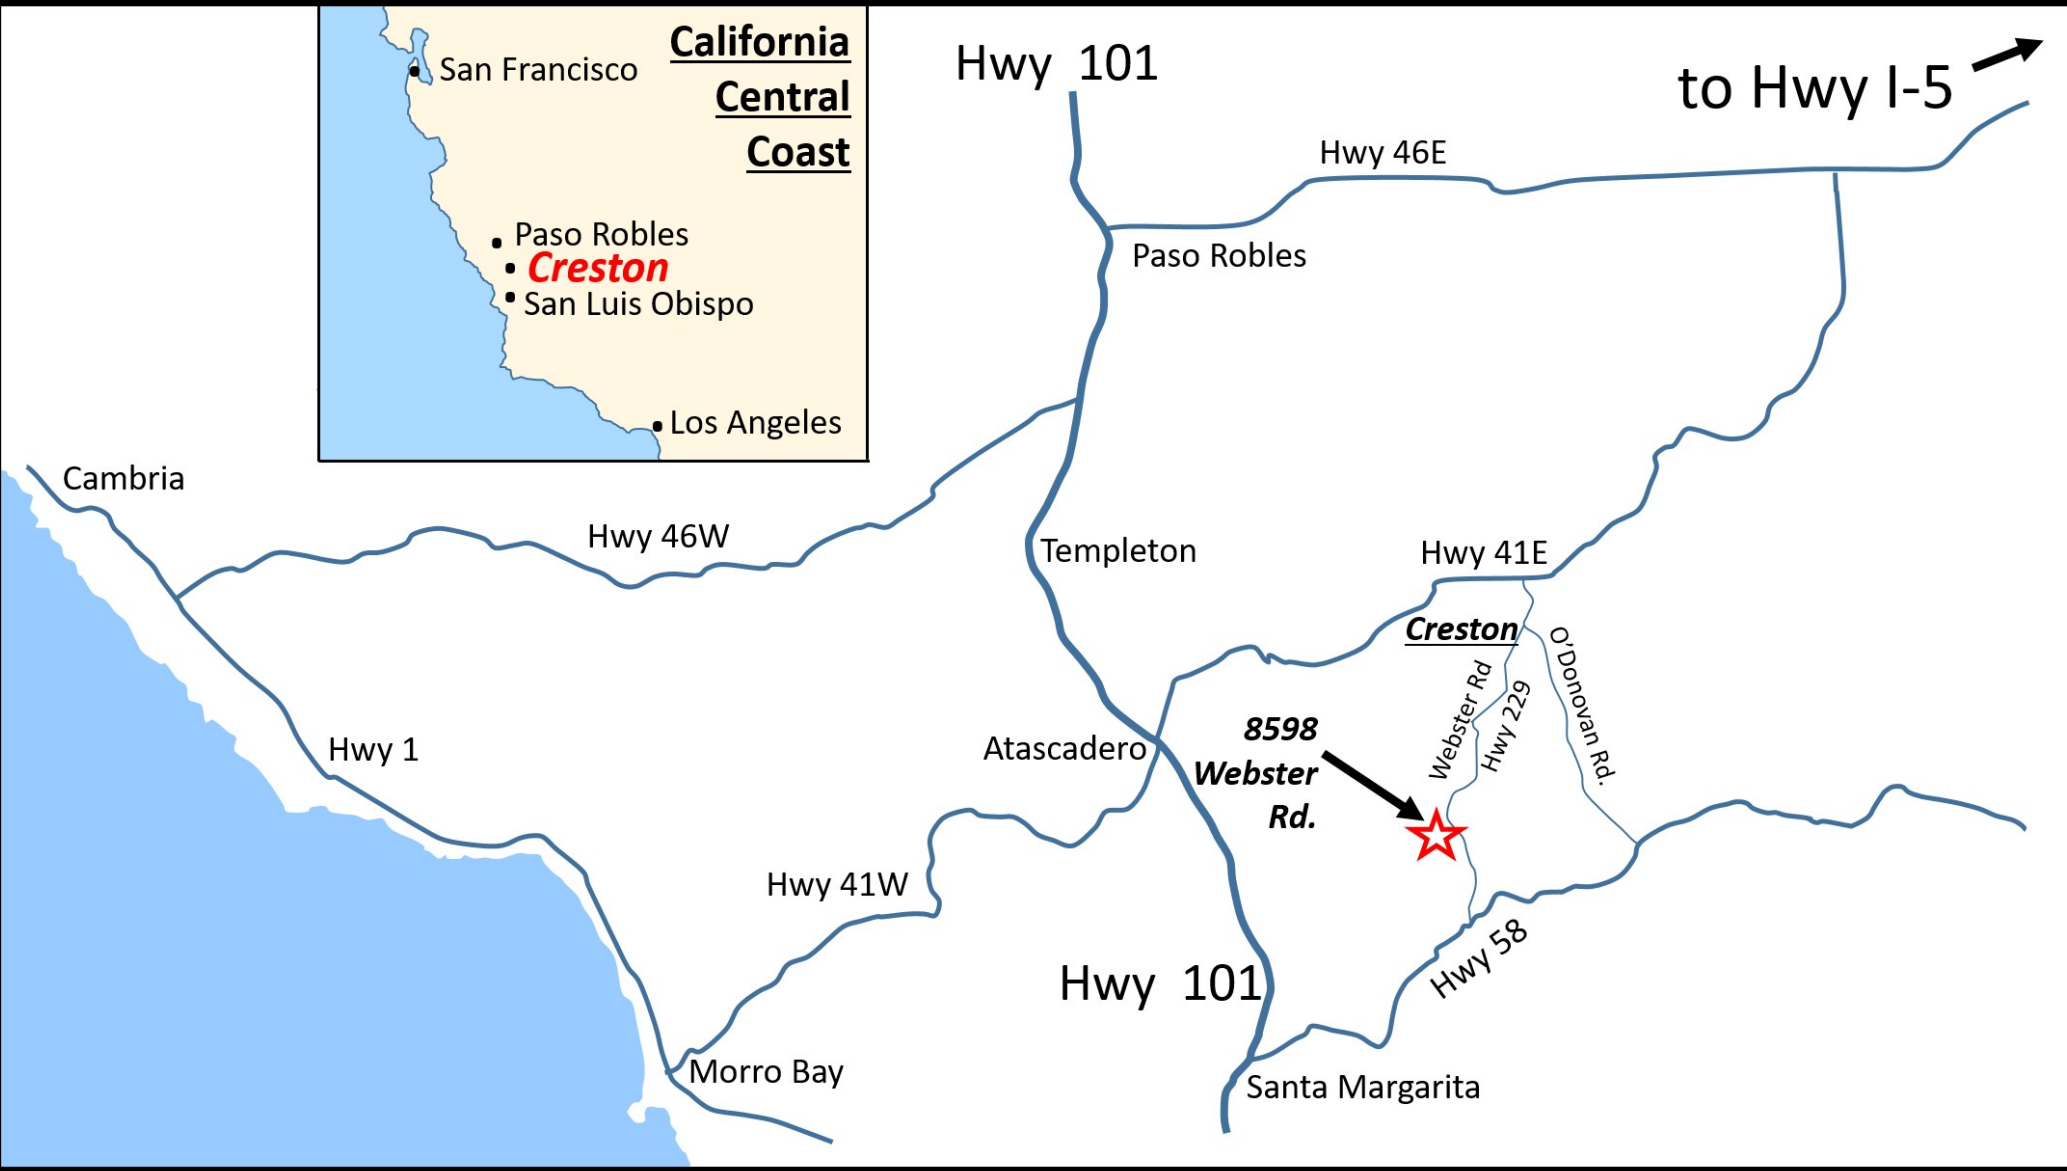 California
Central
Coast
San Francisco
Paso Robles
Creston
San Luis Obispo
Los Angeles
Hwy 101
to Hwy I-5
Hwy 46E
Paso Robles
Cambria
Hwy 46W
Templeton
Hwy 41E
Creston
O'Donovan Rd.
Webster Rd
Hwy 229
8598
Webster
Rd.
Atascadero
Hwy 1
Hwy 41W
Hwy 58
Hwy 101
Morro Bay
Santa Margarita